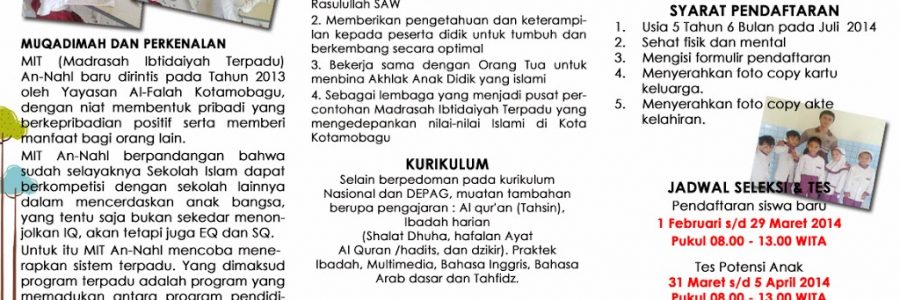 MUQADIMAH DAN PERKENALAN
MIT (Madrasah Ibtidaiyah Terpadu)
An-Nahl baru dirintis pada Tahun 2013
oleh Yayasan Al-Falah Kotamobagu,
dengan niat membentuk pribadi yang
berkepribadian positif serta memberi
manfaat bagi orang lain.
MIT An-Nahl berpandangan bahwa
sudah selayaknya Sekolah Islam dapat
berkompetisi dengan sekolah lainnya
dalam mencerdaskan anak bangsa,
yang tentu saja bukan sekedar menon-
jolkan IQ, akan tetapi juga EQ dan SQ.
Untuk itu MIT An-Nahl mencoba mene-
rapkan sistem terpadu. Yang dimaksud
program terpadu adalah program yang
memadukan antara program pendidi-
Rasulullah SAW
2. Memberikan pengetahuan dan keterampi-
lan kepada peserta didik untuk tumbuh dan
berkembang secara optimal
3. Bekerja sama dengan Orang Tua untuk
menbina Akhlak Anak Didik yang islami
4. Sebagai lembaga yang menjadi pusat per-
contohan Madrasah Ibtidaiyah Terpadu yang
mengedepankan nilai-nilai Islami di Kota
Kotamobagu
KURIKULUM
Selain berpedoman pada kurikulum
Nasional dan DEPAG, muatan tambahan
berupa pengajaran : Al qur'an (Tahsin),
Ibadah harian
(Shalat Dhuha, hafalan Ayat
Al Quran /hadits, dan dzikir). Praktek
Ibadah, Multimedia, Bahasa Inggris, Bahasa
Arab dasar dan Tahfidz.
SYARAT PENDAFTARAN
1. Usia 5 Tahun 6 Bulan pada Juli 2014
2. Sehat fisik dan mental
3. Mengisi formulir pendaftaran
4. Menyerahkan foto copy kartu
keluarga.
5. Menyerahkan foto copy akte
kelahiran.
JADWAL SELEKSI & TES
Pendaftaran siswa baru
1 Februari s/d 29 Maret 2014
Pukul 08.00 - 13.00 WITA
Tes Potensi Anak
31 Maret s/d 5 April 2014
Pukul 08.00 - 13.00 WITA